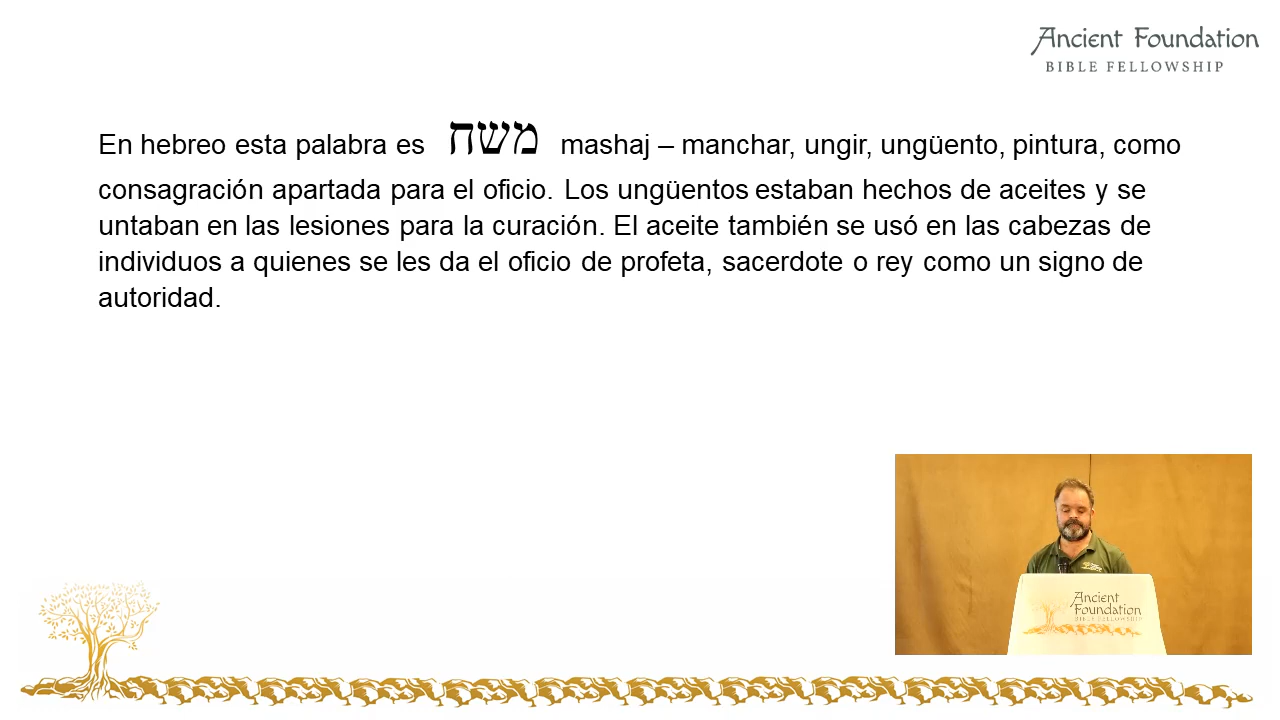 Ancient Foundation
BIBLE FELLOWSHIP
En hebreo esta palabra es משח mashaj – manchar, ungir, ungüento, pintura, como
consagración apartada para el oficio. Los ungüentos estaban hechos de aceites y se
untaban en las lesiones para la curación. El aceite también se usó en las cabezas de
individuos a quienes se les da el oficio de profeta, sacerdote o rey como un signo de
autoridad.
Ancient
Foundation
BIBLE FELLOWSHIP